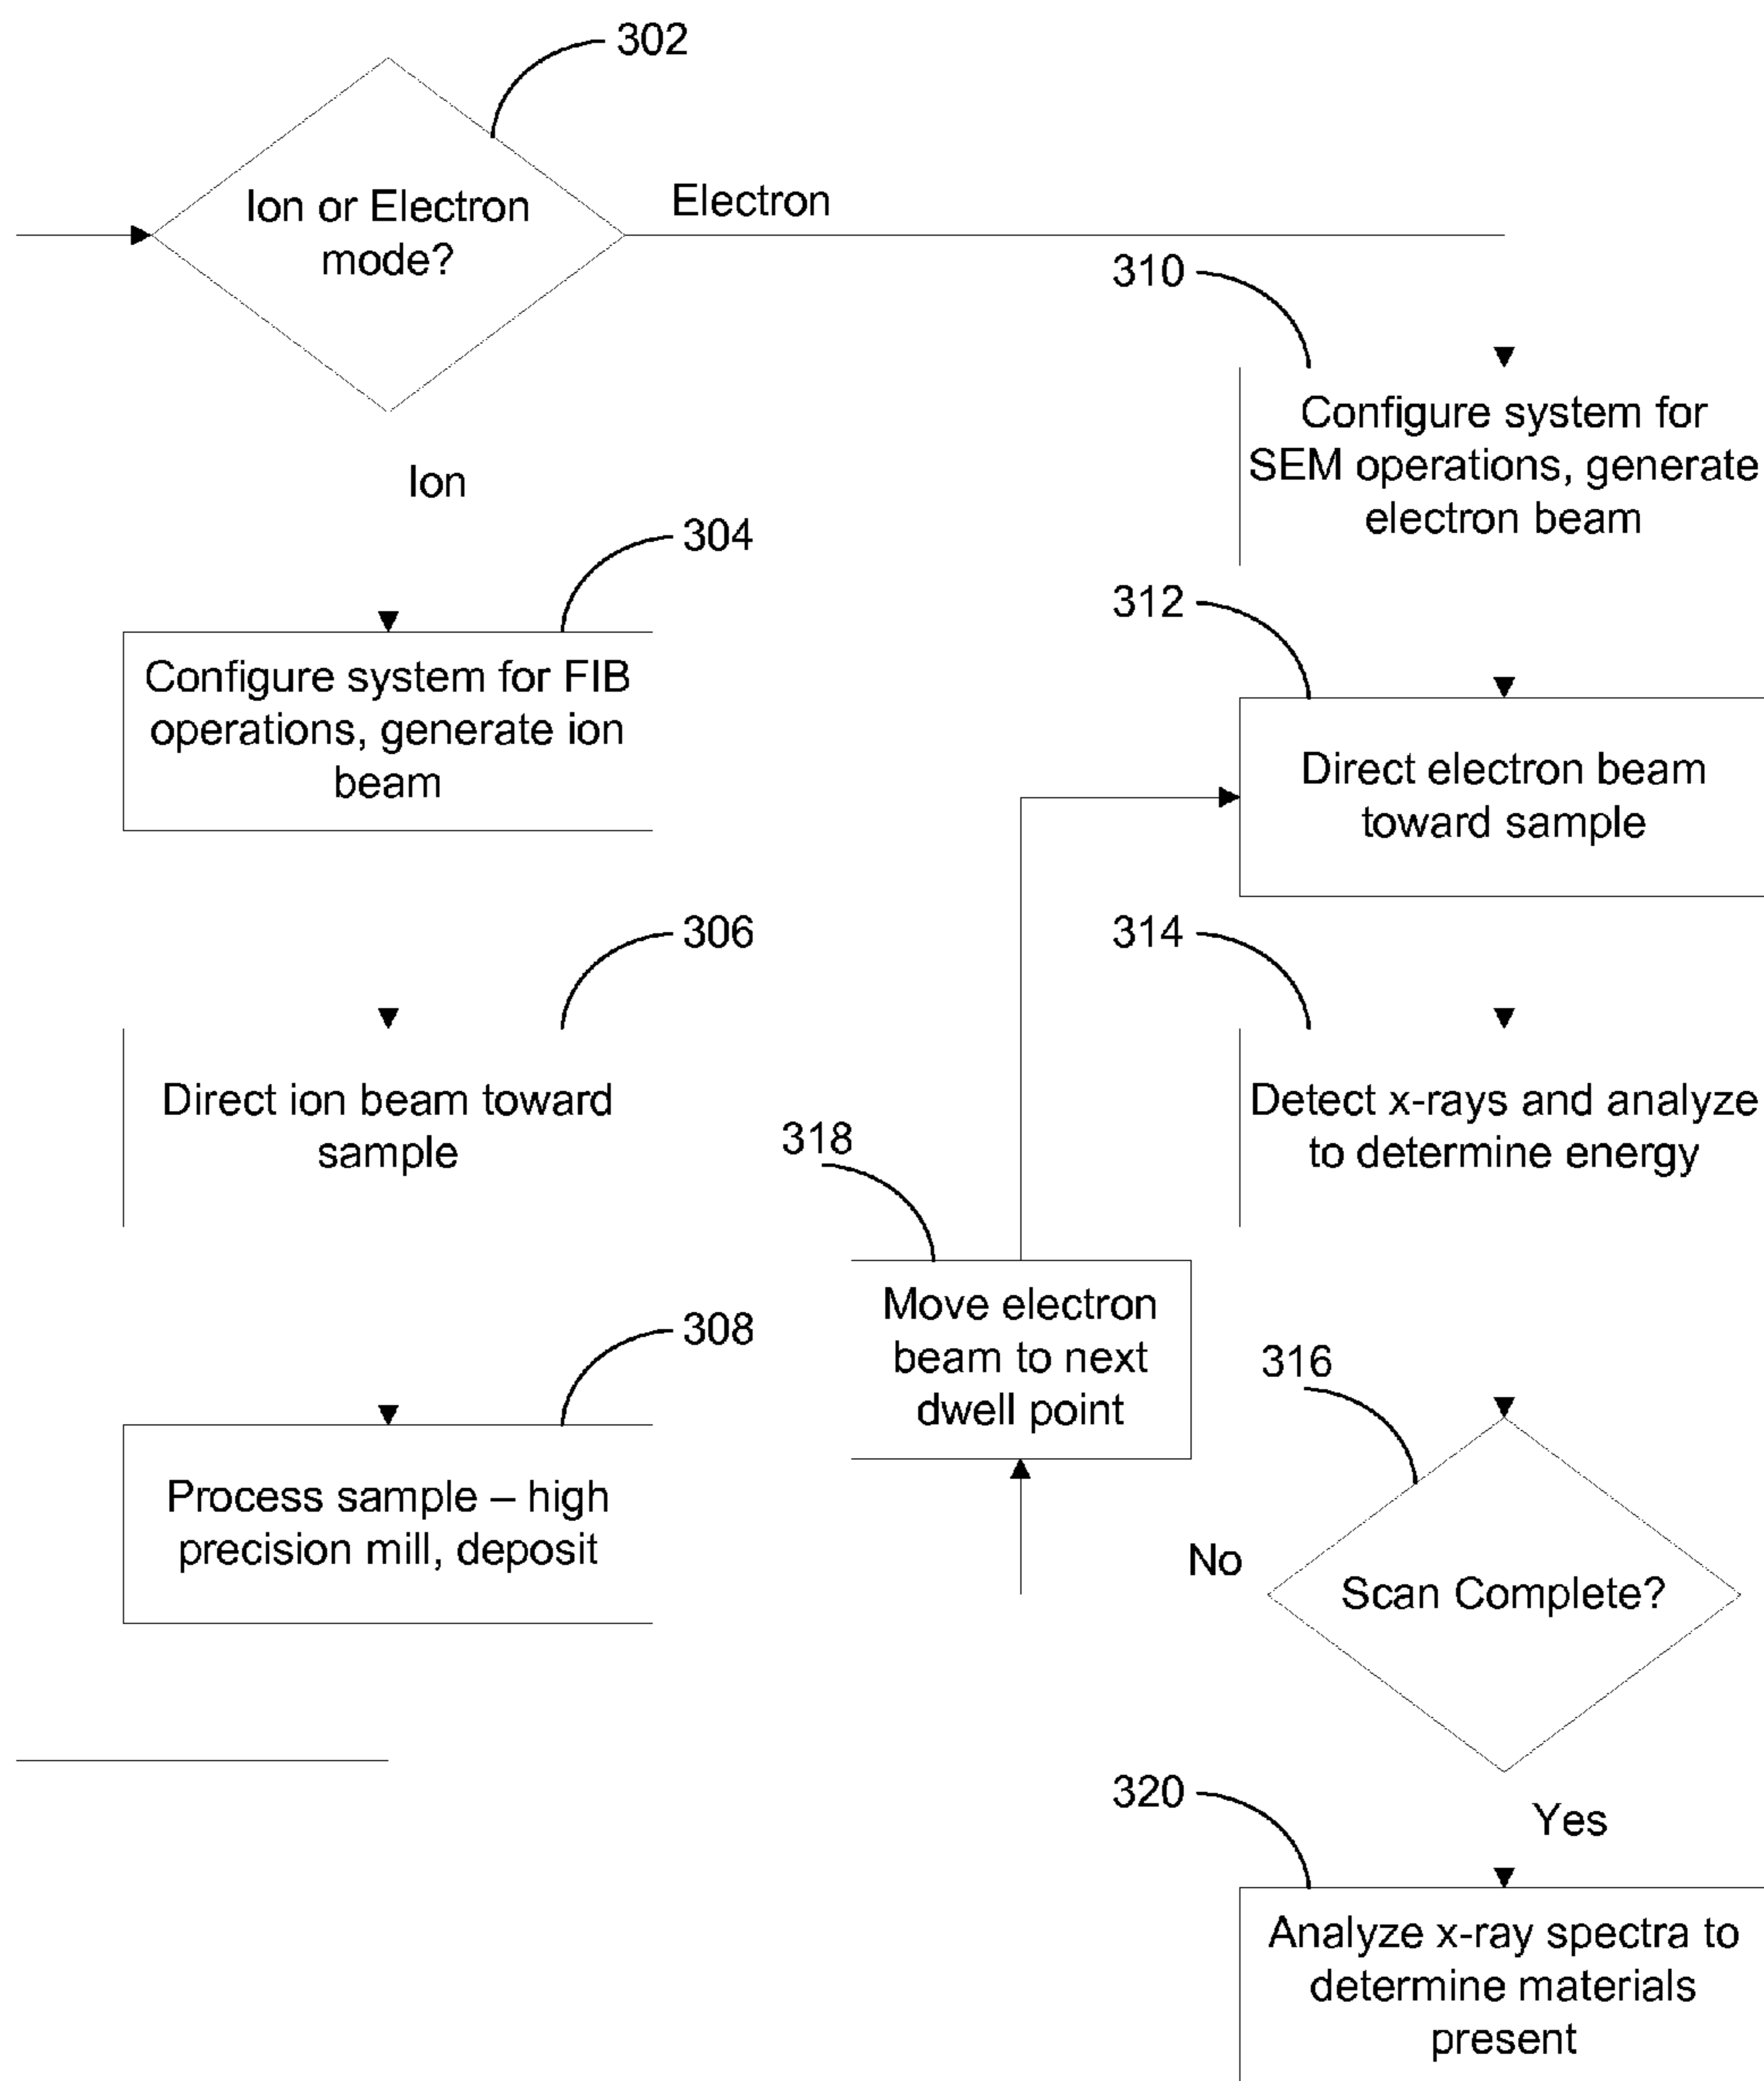 302
Ion or Electron
mode?
Electron
Ion
304
Configure system for FIB
operations, generate ion
beam
306
Direct ion beam toward
sample
308
Process sample – high
precision mill, deposit
310
Configure system for
SEM operations, generate
electron beam
312
Direct electron beam
toward sample
314
Detect x-rays and analyze
to determine energy
316
Scan Complete?
No
318
Move electron
beam to next
dwell point
Yes
320
Analyze x-ray spectra to
determine materials
present